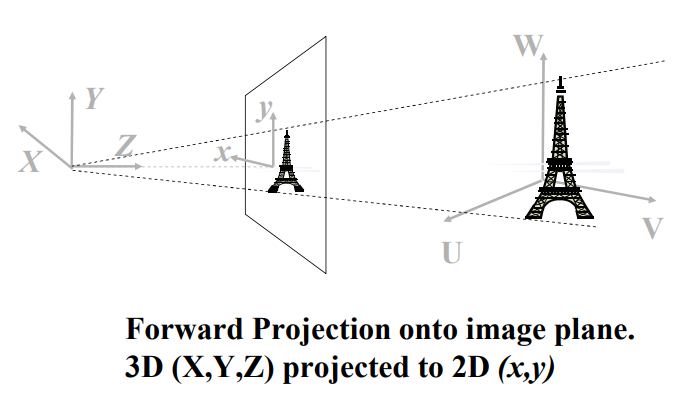 W
Y
y
Z
x
X
V
U
Forward Projection onto image plane.
3D (X,Y,Z) projected to 2D (x,y)